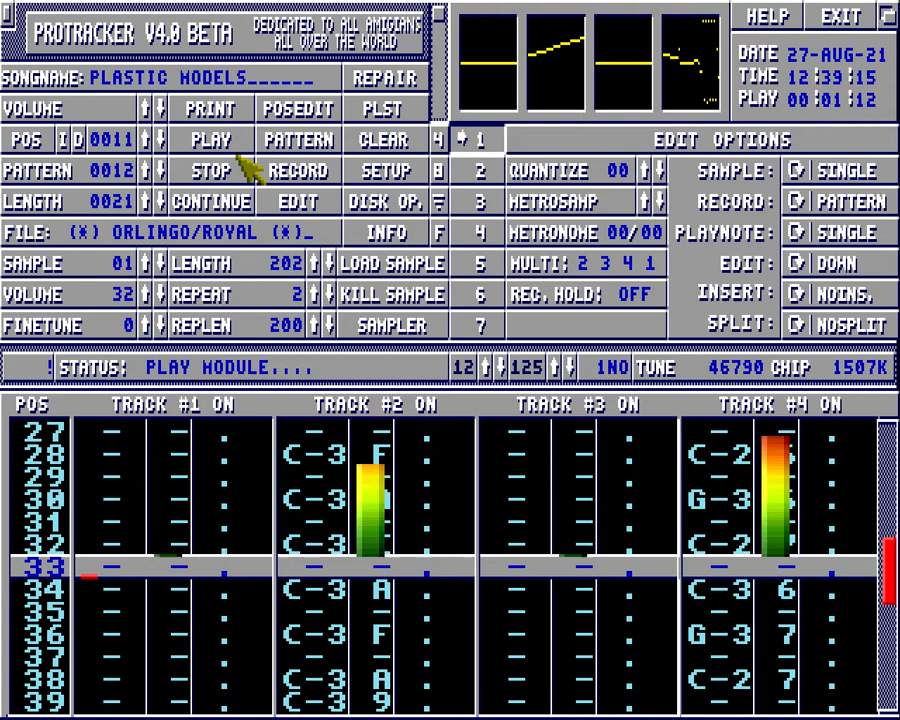 PROTRACKER V4.0 BETA
DEDICATED TO ALL AMIGIANS
ALL OVER THE WORLD
HELP EXIT
DATE 27-AUG-21
TIME 12:39:15
PLAY 00:01:12
SONGNAME:PLASTIC MODELS______ REPAIR
VOLUME PRINT POSEDIT PLST
POS I D 0011 PLAY PATTERN CLEAR 1 EDIT OPTIONS
PATTERN 0012 STOP RECORD SETUP 2 QUANTIZE 00 SAMPLE: SINGLE
LENGTH 0021 CONTINUE EDIT DISK OP. 3 METROSAMP RECORD: PATTERN
FILE: (*) ORLINGO/ROYAL (*)_ INFO F 4 METRONOME 00/00 PLAYNOTE: SINGLE
SAMPLE 01 LENGTH 202 LOAD SAMPLE 5 MULTI: 2 3 4 1 EDIT: DOWN
VOLUME 32 REPEAT 2 KILL SAMPLE 6 REC. HOLD: OFF INSERT: NOINS.
FINETUNE 0 REPLEN 200 SAMPLER 7 SPLIT: NOSPLIT
! STATUS: PLAY MODULE.... 12 125 1NO TUNE 46790 CHIP 1507K
POS TRACK #1 ON TRACK #2 ON TRACK #3 ON TRACK #4 ON
27 — — . — — . — — . — — .
28 — — . C-3 F . — — . C-2 .
29 — — . — . — — . — .
30 — — . C-3 . — — . G-3 .
31 — — . — . — — . — .
32 — — . C-3 . — — . C-2 .
33 — — . — — . — — . — — .
34 — — . C-3 A . — — . C-3 6 .
35 — — . — — . — — . — — .
36 — — . C-3 F . — — . G-3 7 .
37 — — . — — . — — . — — .
38 — — . C-3 A . — — . C-2 7 .
39 — — . C-3 9 . — — . — — .